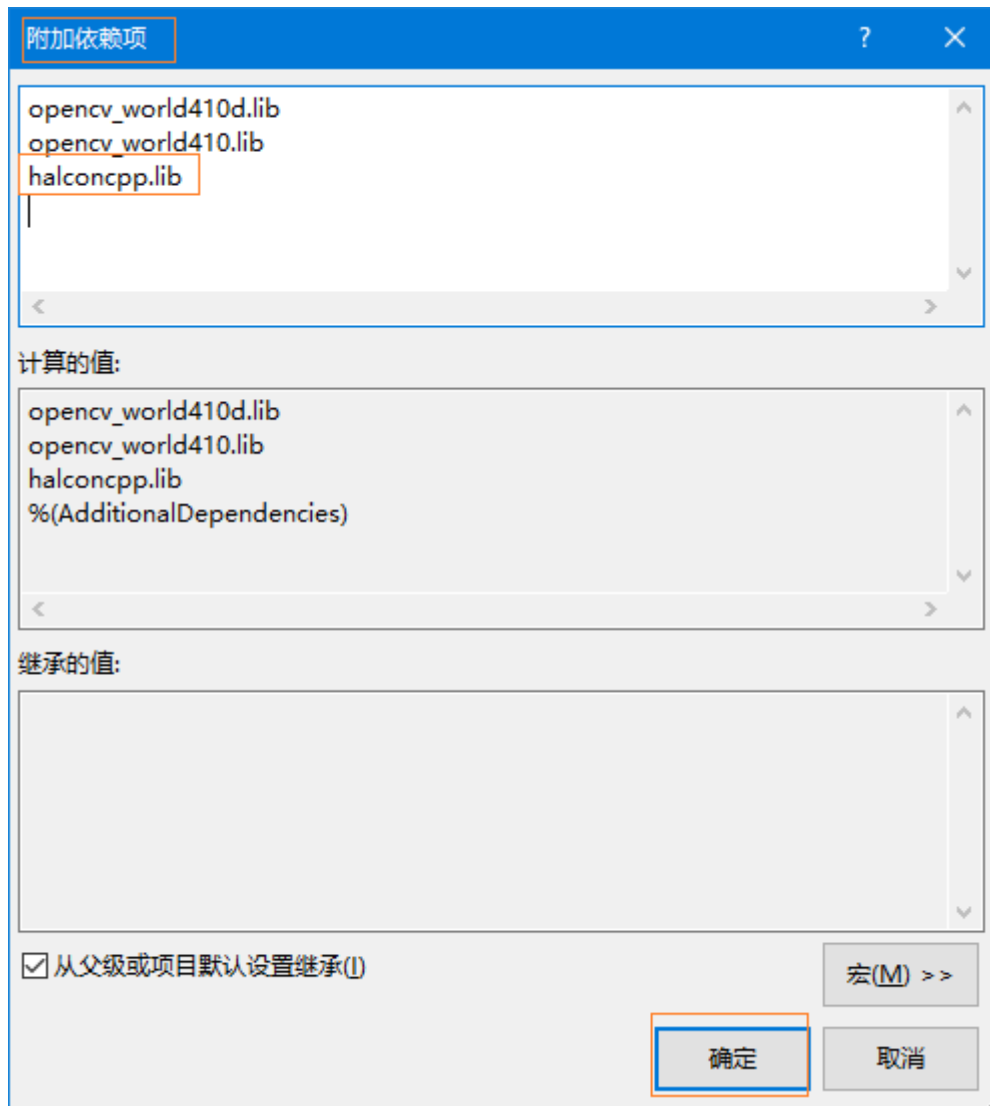 附加依赖项
opencv_world410d.lib
opencv_world410.lib
halconcpp.lib
计算的值:
opencv_world410d.lib
opencv_world410.lib
halconcpp.lib
%(AdditionalDependencies)
继承的值:
从父级或项目默认设置继承(I)
宏(M) >>
确定
取消